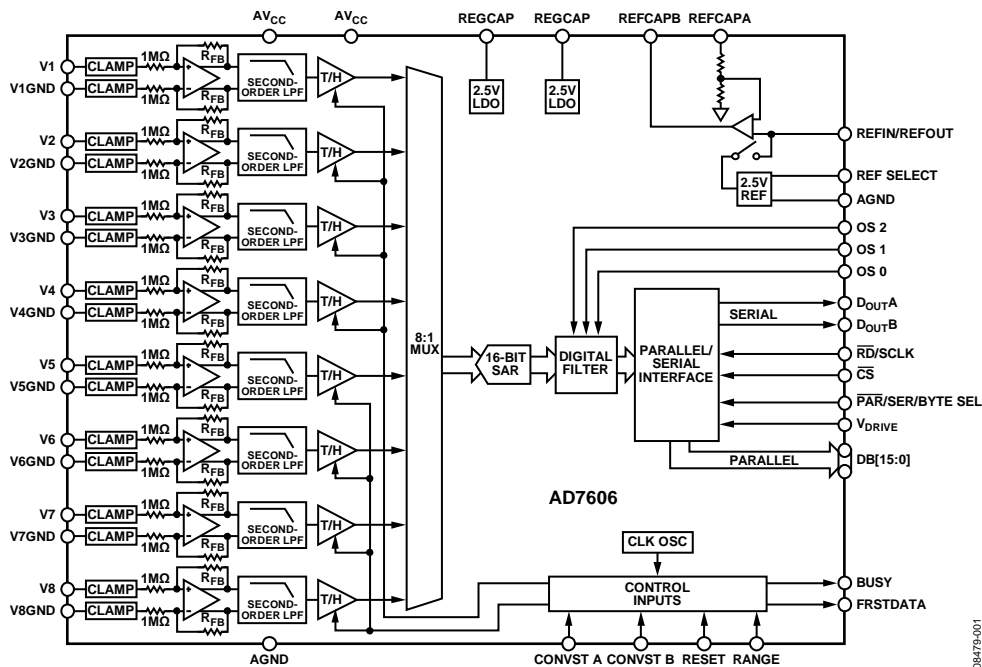 AVCC
AVCC
REGCAP
REGCAP
REFCAPB
REFCAPA
V1
CLAMP
1MΩ
RFB
V1GND
CLAMP
1MΩ
RFB
SECOND-
ORDER LPF
T/H
V2
CLAMP
1MΩ
RFB
V2GND
CLAMP
1MΩ
RFB
SECOND-
ORDER LPF
T/H
V3
CLAMP
1MΩ
RFB
V3GND
CLAMP
1MΩ
RFB
SECOND-
ORDER LPF
T/H
V4
CLAMP
1MΩ
RFB
V4GND
CLAMP
1MΩ
RFB
SECOND-
ORDER LPF
T/H
V5
CLAMP
1MΩ
RFB
V5GND
CLAMP
1MΩ
RFB
SECOND-
ORDER LPF
T/H
V6
CLAMP
1MΩ
RFB
V6GND
CLAMP
1MΩ
RFB
SECOND-
ORDER LPF
T/H
V7
CLAMP
1MΩ
RFB
V7GND
CLAMP
1MΩ
RFB
SECOND-
ORDER LPF
T/H
V8
CLAMP
1MΩ
RFB
V8GND
CLAMP
1MΩ
RFB
SECOND-
ORDER LPF
T/H
8:1
MUX
2.5V
LDO
2.5V
LDO
2.5V
REF
REFIN/REFOUT
REF SELECT
AGND
OS 2
OS 1
OS 0
16-BIT
SAR
DIGITAL
FILTER
PARALLEL/
SERIAL
INTERFACE
SERIAL
PARALLEL
DOUTA
DOUTB
RD/SCLK
CS
PAR/SER/BYTE SEL
VDRIVE
DB[15:0]
AD7606
CLK OSC
CONTROL
INPUTS
BUSY
FRSTDATA
AGND
CONVST A
CONVST B
RESET
RANGE
08479-001